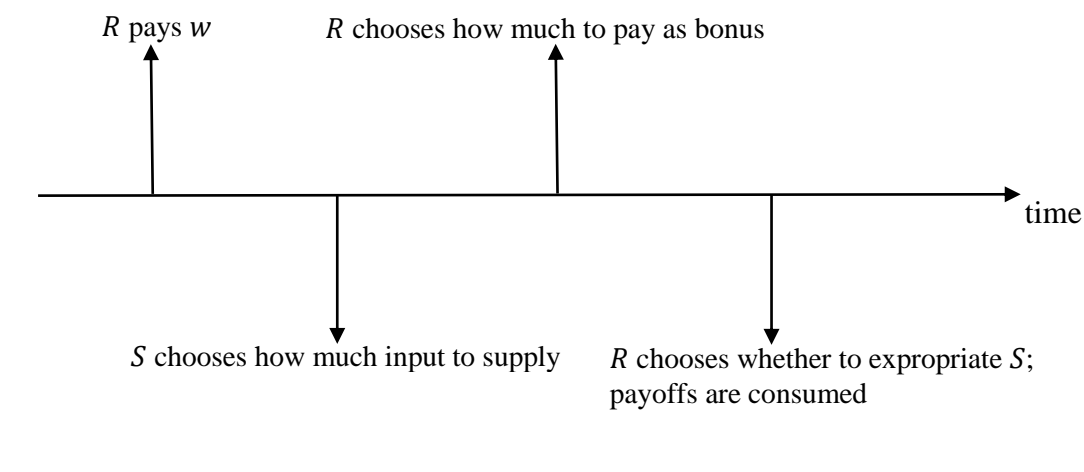 R pays w
R chooses how much to pay as bonus
time
S chooses how much input to supply
R chooses whether to expropriate S;
payoffs are consumed